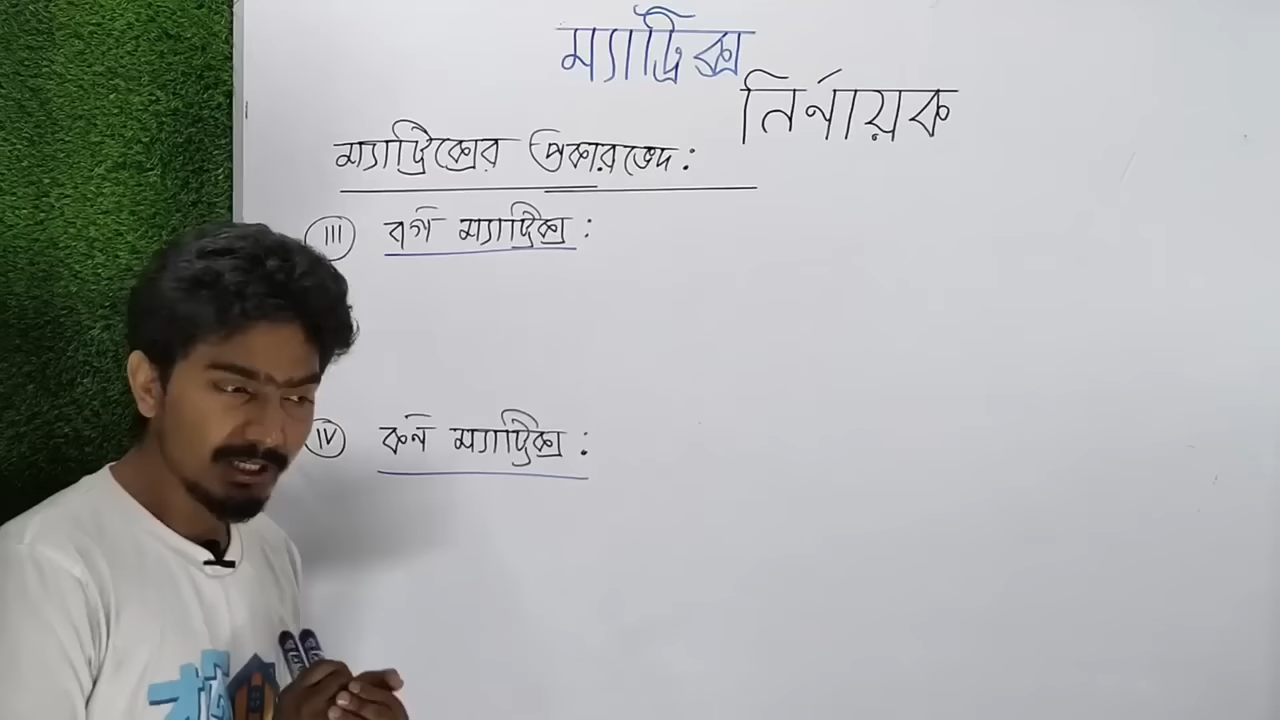 ম্যাট্রিক্স
নির্নায়ক
ম্যাট্রিক্সের প্রকারভেদ:
III বর্গ ম্যাট্রিক্স:
IV কর্ন ম্যাট্রিক্স: